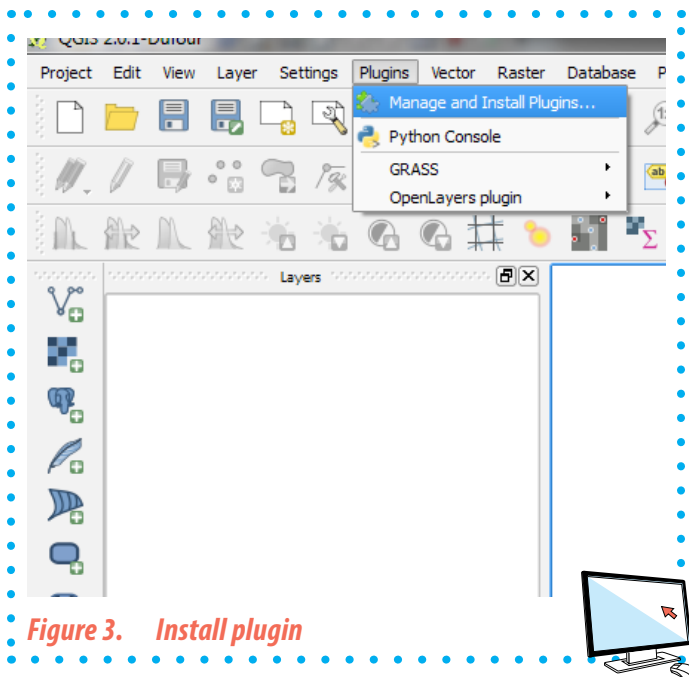 QGIS 2.0.1-Dufour
Project Edit View Layer Settings Plugins Vector Raster Database P
Manage and Install Plugins...
Python Console
GRASS
OpenLayers plugin
Layers
Figure 3. Install plugin